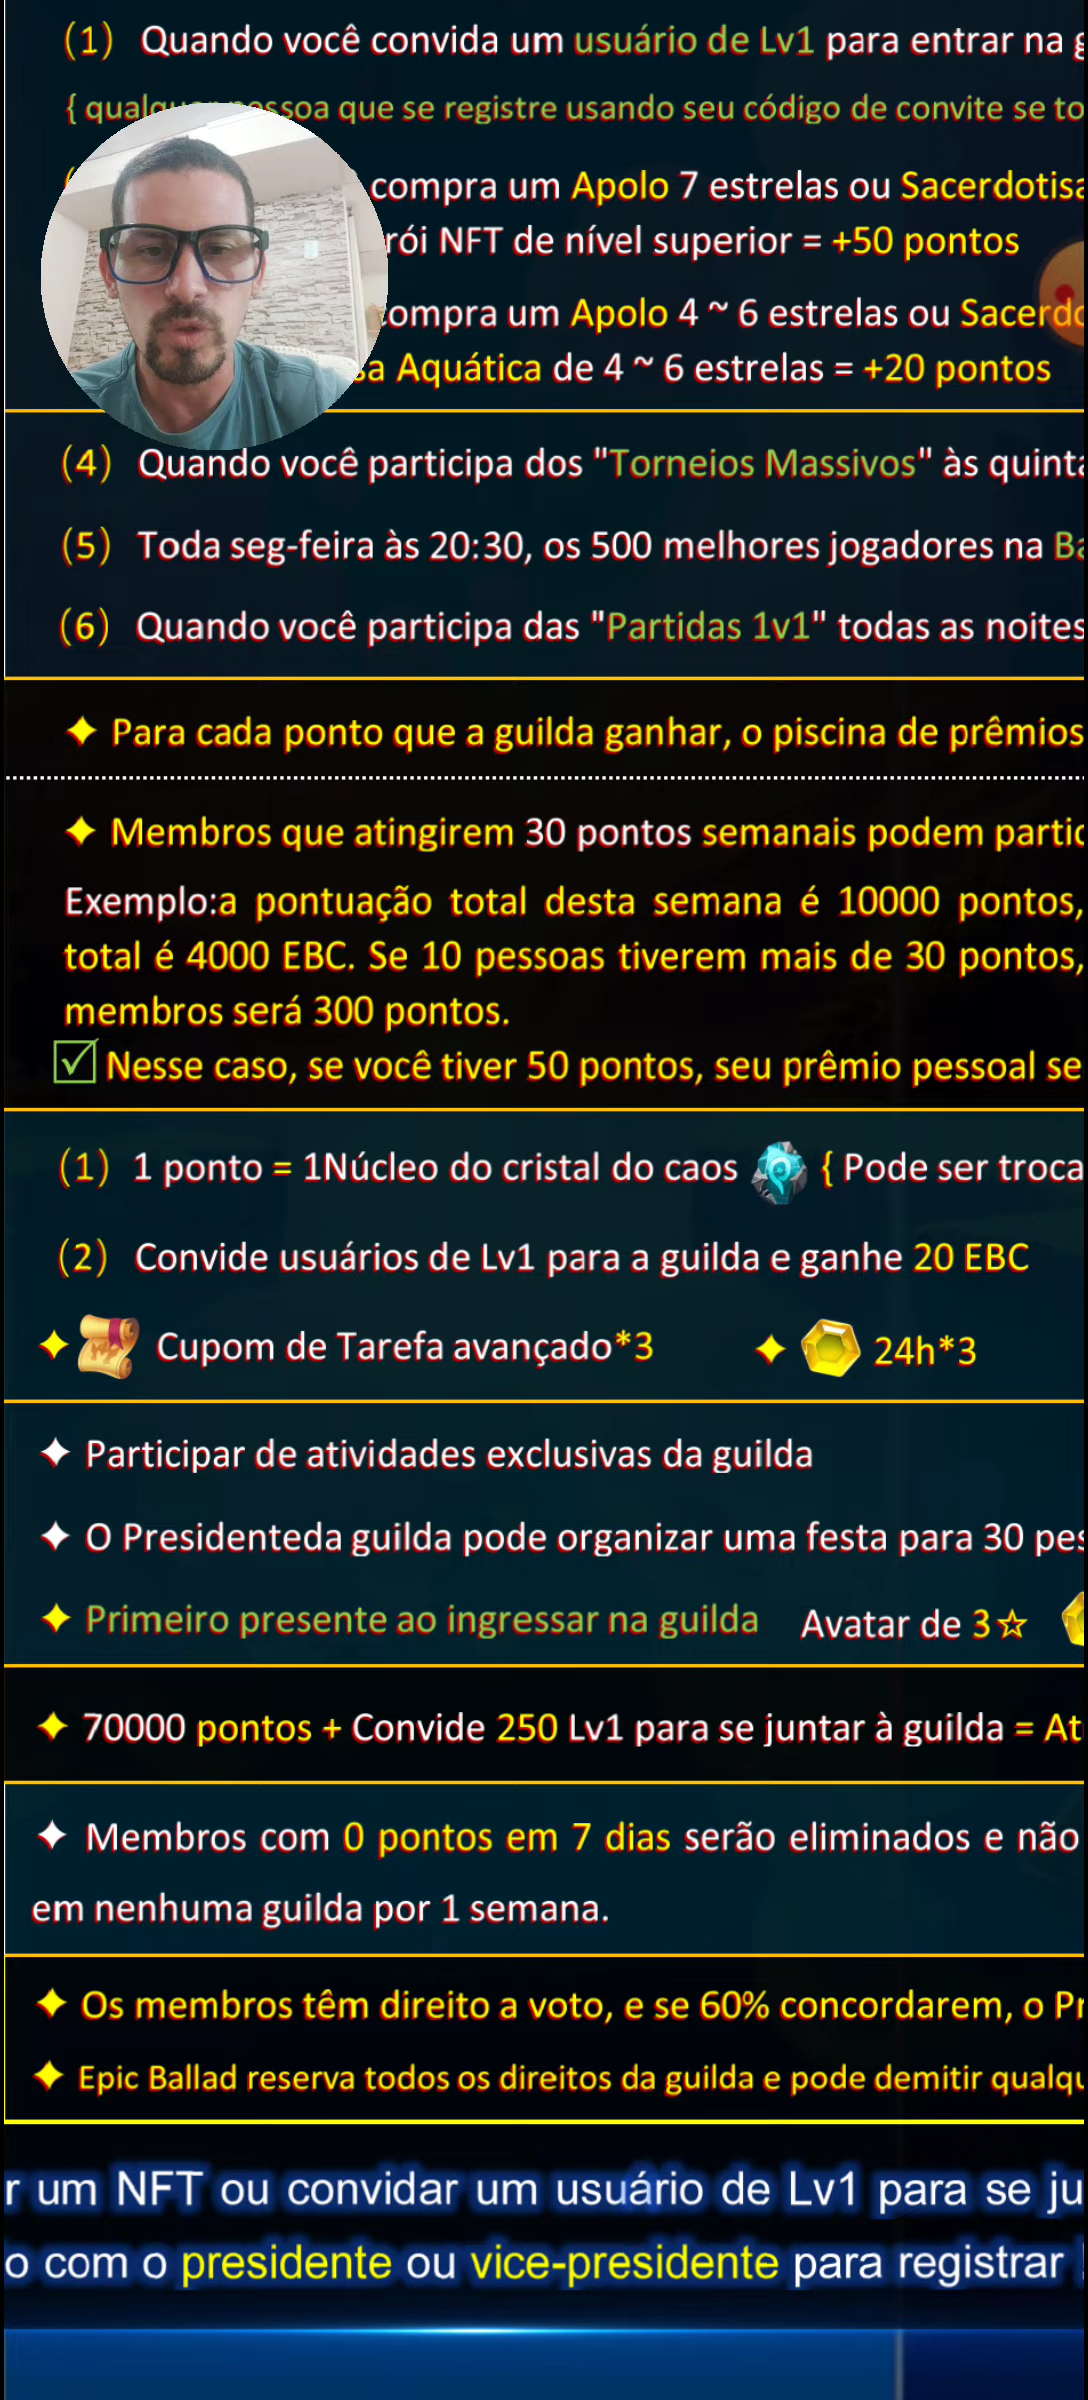 (1) Quando você convida um usuário de Lv1 para entrar na
{ qualquer pessoa que se registre usando seu código de convite se to
compra um Apolo 7 estrelas ou Sacerdotisa
rói NFT de nível superior = +50 pontos
compra um Apolo 4 ~ 6 estrelas ou Sacerdo
sa Aquática de 4 ~ 6 estrelas = +20 pontos
(4) Quando você participa dos "Torneios Massivos" às quinta
(5) Toda seg-feira às 20:30, os 500 melhores jogadores na Ba
(6) Quando você participa das "Partidas 1v1" todas as noites
✦ Para cada ponto que a guilda ganhar, o piscina de prêmios
✦ Membros que atingirem 30 pontos semanais podem partic
Exemplo:a pontuação total desta semana é 10000 pontos,
total é 4000 EBC. Se 10 pessoas tiverem mais de 30 pontos,
membros será 300 pontos.
☑ Nesse caso, se você tiver 50 pontos, seu prêmio pessoal se
(1) 1 ponto = 1Núcleo do cristal do caos { Pode ser troca
(2) Convide usuários de Lv1 para a guilda e ganhe 20 EBC
✦ Cupom de Tarefa avançado*3 ✦ 24h*3
✦ Participar de atividades exclusivas da guilda
✦ O Presidenteda guilda pode organizar uma festa para 30 pes
✦ Primeiro presente ao ingressar na guilda Avatar de 3☆
✦ 70000 pontos + Convide 250 Lv1 para se juntar à guilda = At
✦ Membros com 0 pontos em 7 dias serão eliminados e não
em nenhuma guilda por 1 semana.
✦ Os membros têm direito a voto, e se 60% concordarem, o Pr
✦ Epic Ballad reserva todos os direitos da guilda e pode demitir qualqu
r um NFT ou convidar um usuário de Lv1 para se ju
o com o presidente ou vice-presidente para registrar